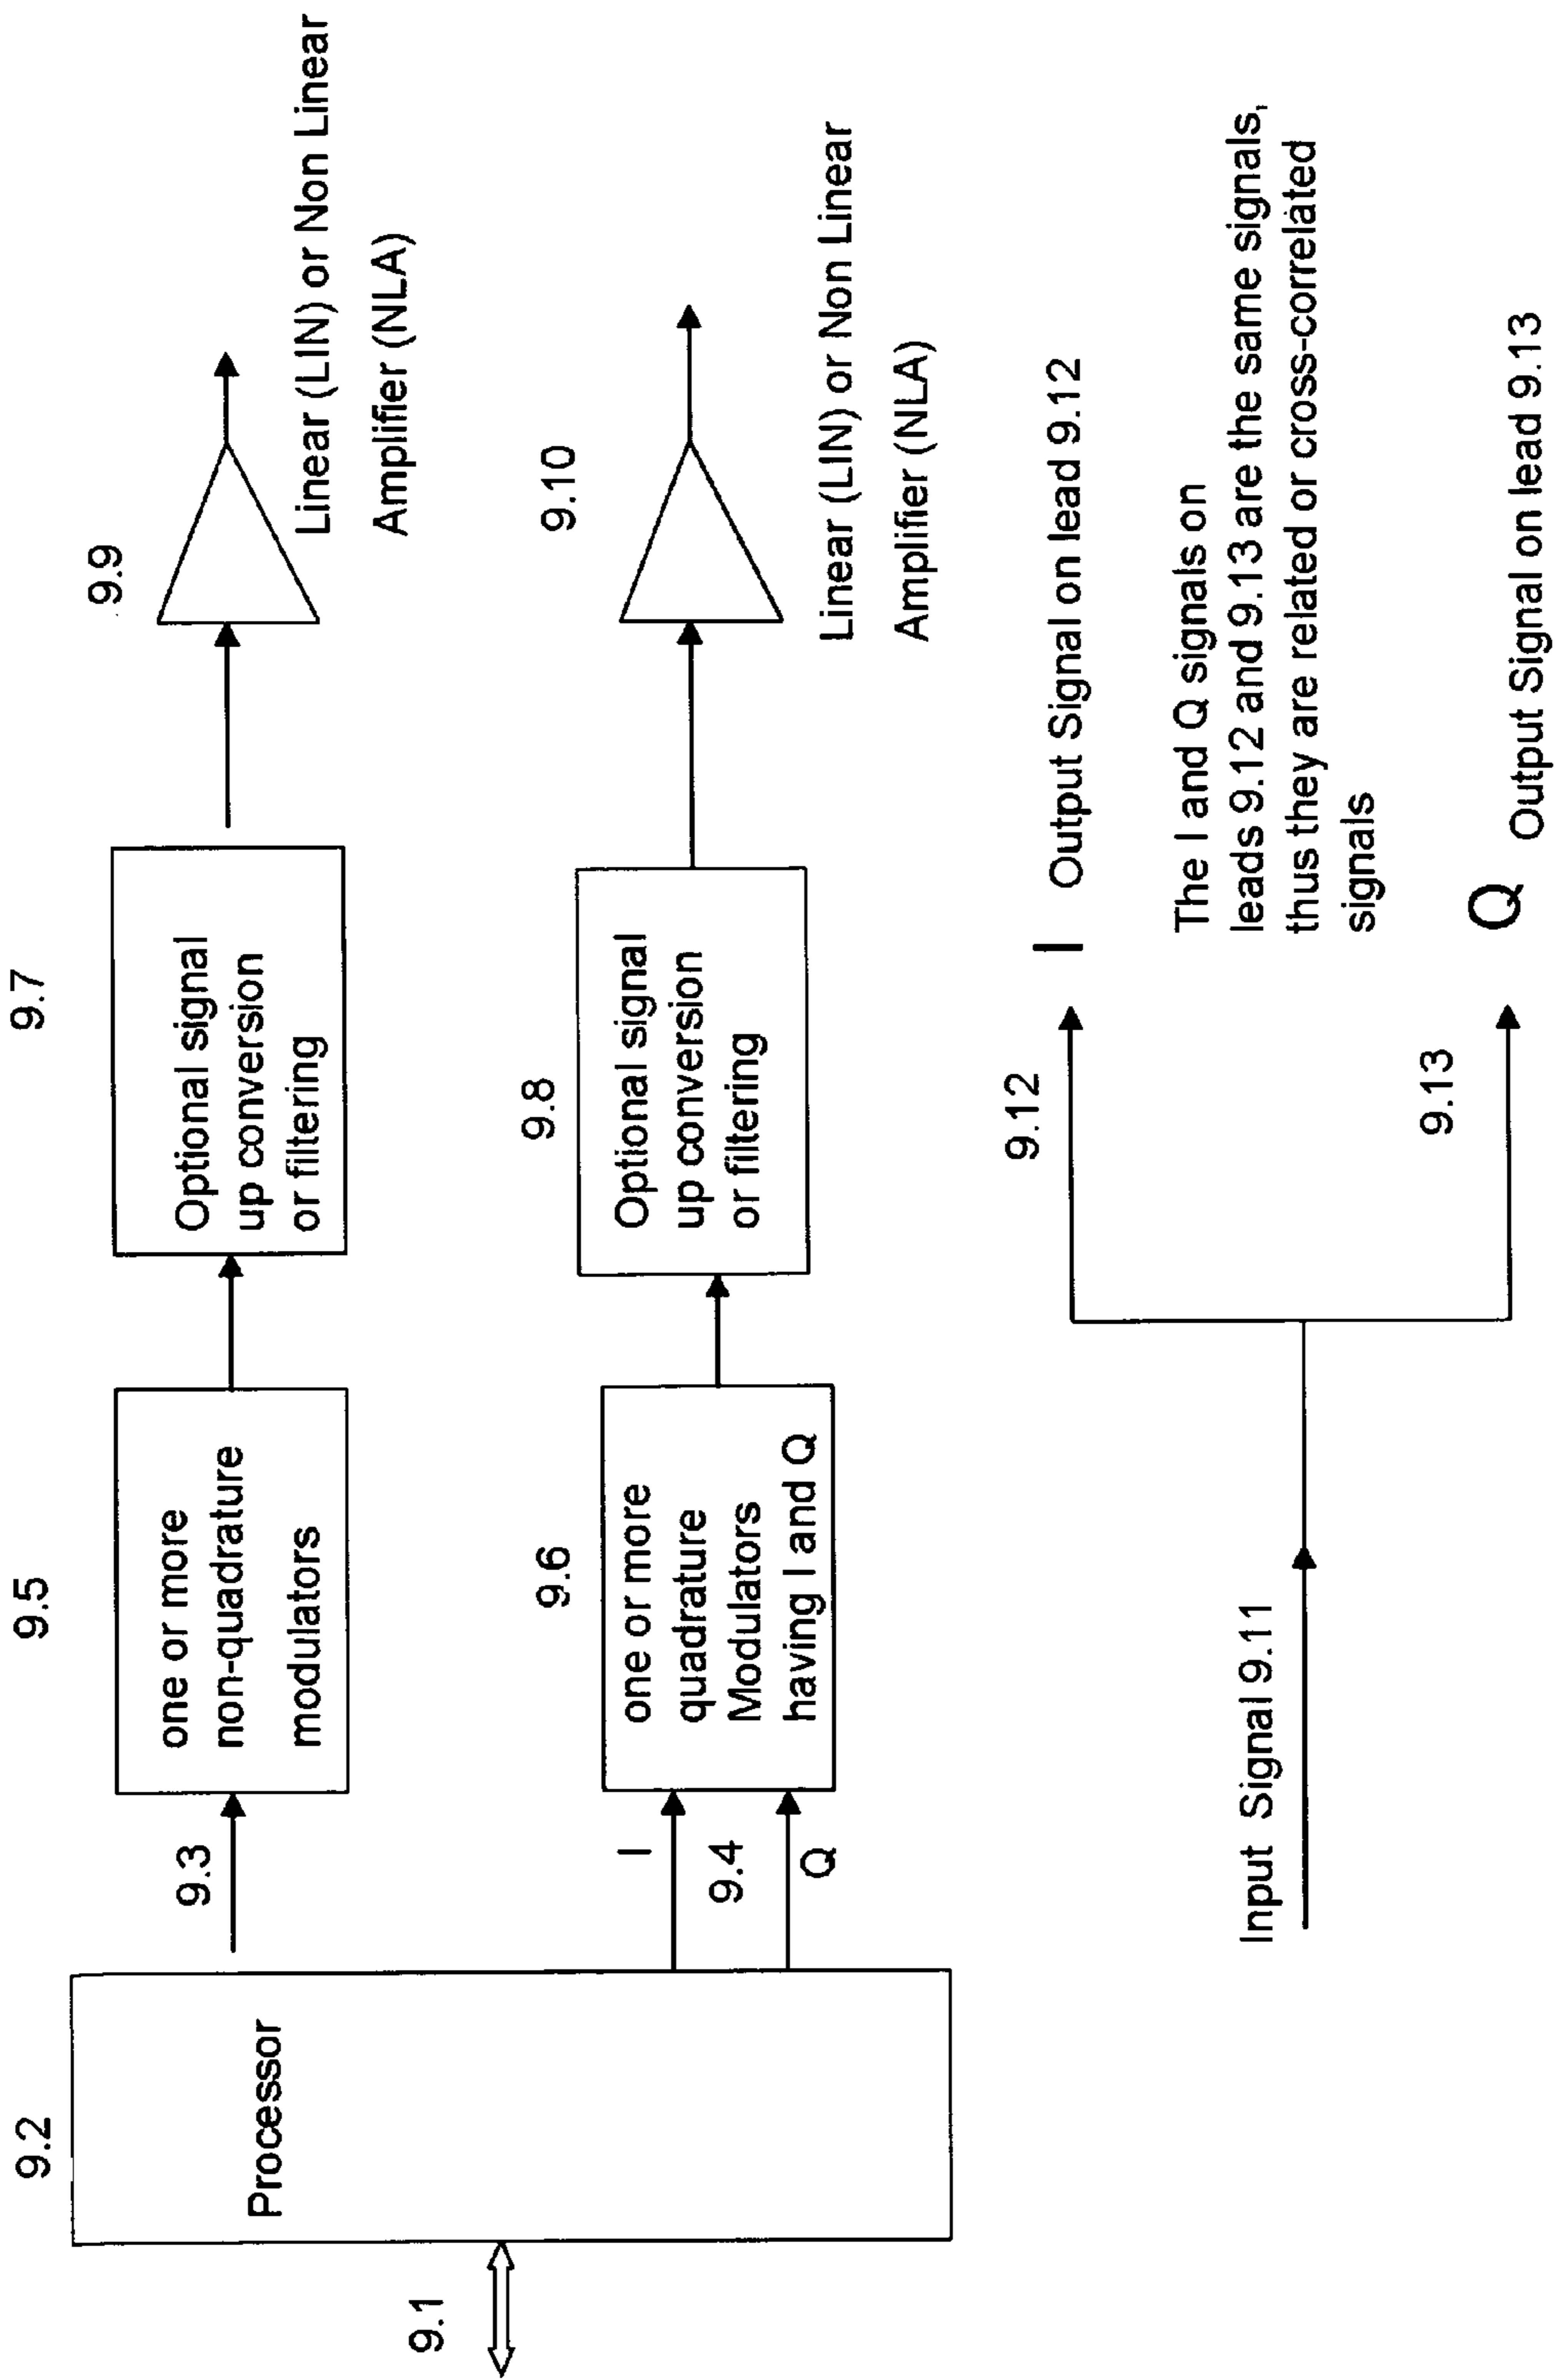 9.1
9.2
Processor
9.3
9.5
one or more
non-quadrature
modulators
9.7
Optional signal
up conversion
or filtering
9.9
Linear (LIN) or Non Linear
Amplifier (NLA)
I
9.4
Q
9.6
one or more
quadrature
Modulators
having I and Q
9.8
Optional signal
up conversion
or filtering
9.10
Linear (LIN) or Non Linear
Amplifier (NLA)
Input Signal 9.11
9.12
I Output Signal on lead 9.12
The I and Q signals on
leads 9.12 and 9.13 are the same signals,
thus they are related or cross-correlated
signals
9.13
Q Output Signal on lead 9.13